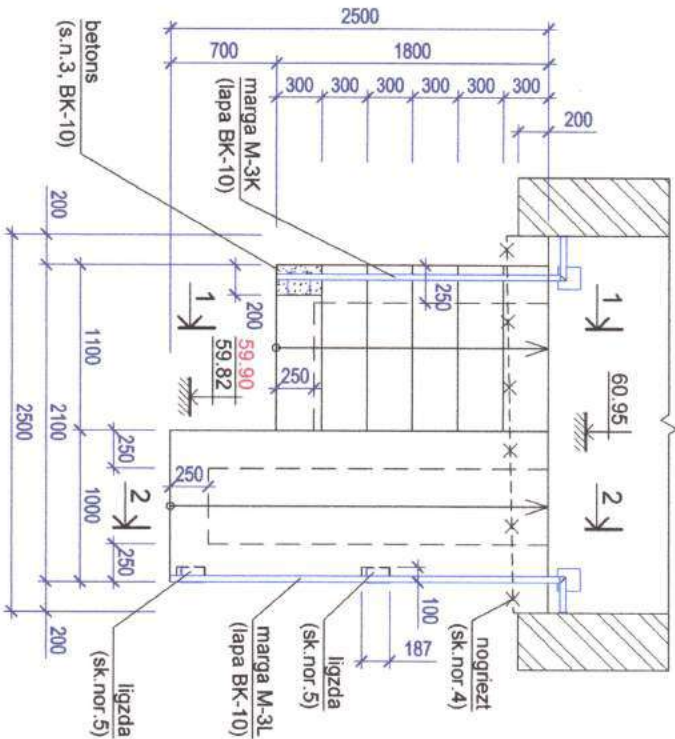 2500
700
1800
300
300
300
300
300
300
200
betons
(s.n.3, BK-10)
marga M-3K
(lapa BK-10)
200
250
200
1
1
59.90
59.82
60.95
250
1100
2500
2100
250
1000
250
250
2
2
200
100
187
nogriezt
(sk.nor.4)
ligzda
(sk.nor.5)
marga M-3L
(lapa BK-10)
ligzda
(sk.nor.5)